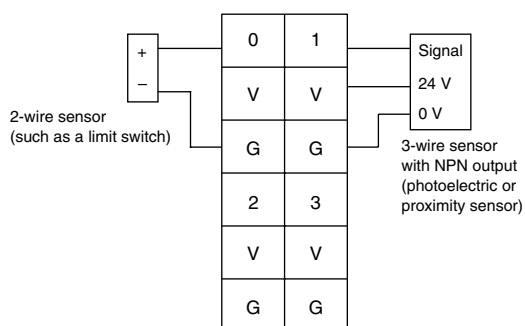 +
–
2-wire sensor
(such as a limit switch)
0 1
V V
G G
2 3
V V
G G
Signal
24 V
0 V
3-wire sensor
with NPN output
(photoelectric or
proximity sensor)